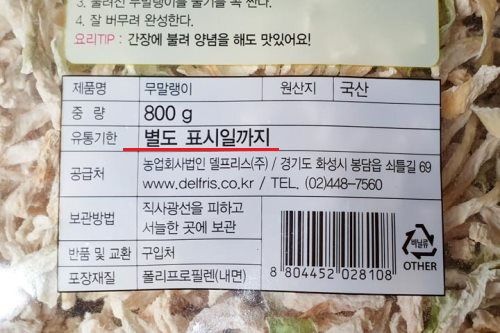 3. 불려진 무말랭이를 물기를 꼭 짠다.
4. 잘 버무려 완성한다.
요리TIP : 간장에 불려 양념을 해도 맛있어요!
제품명 무말랭이 원산지 국산
중 량 800 g
유통기한 별도 표시일까지
공급처 농업회사법인 델프리스(주) / 경기도 화성시 봉담읍 쇠틀길 69
www.delfris.co.kr / TEL. (02)448-7560
보관방법 직사광선을 피하고
서늘한 곳에 보관
반품 및 교환 구입처
포장재질 폴리프로필렌(내면)
8 804452 028108
비닐류
OTHER